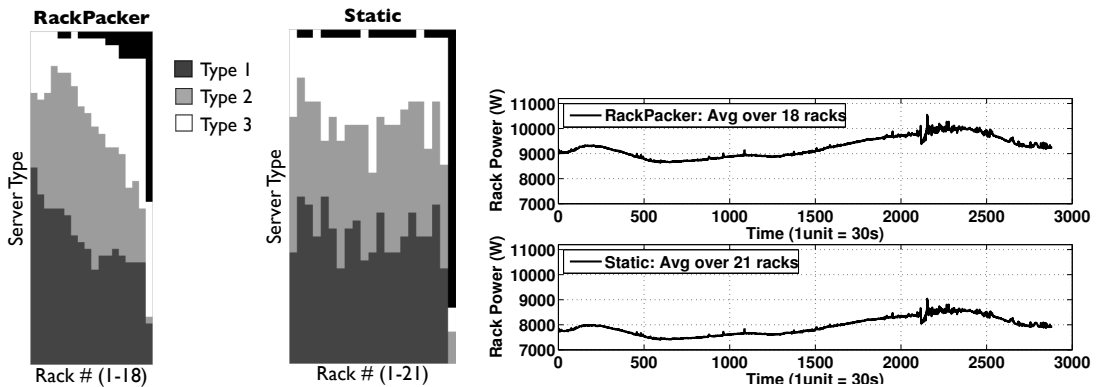 RackPacker
Server Type
Rack # (1-18)
Type 1
Type 2
Type 3
Static
Server Type
Rack # (1-21)
Rack Power (W)
11000
10000
9000
8000
7000
RackPacker: Avg over 18 racks
0
500
1000
1500
2000
2500
3000
Time (1unit = 30s)
Rack Power (W)
11000
10000
9000
8000
7000
Static: Avg over 21 racks
0
500
1000
1500
2000
2500
3000
Time (1unit = 30s)